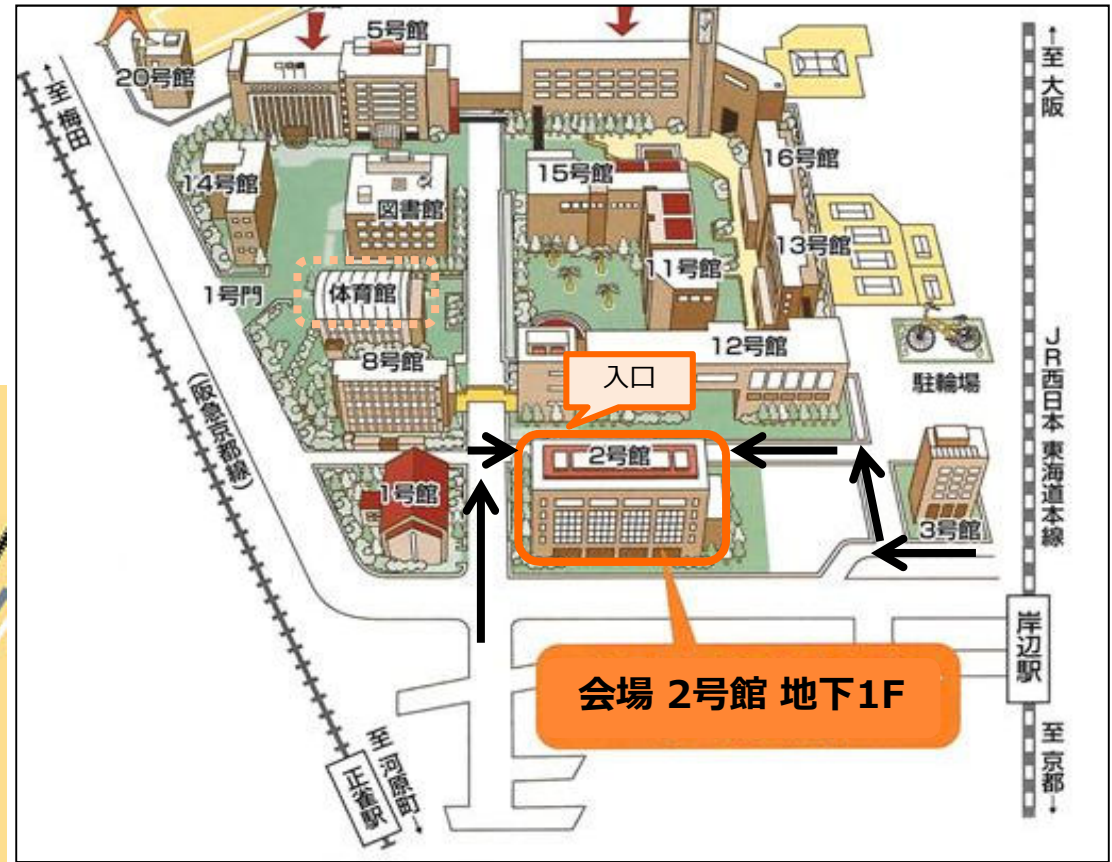 5号館
20号館
←至 梅田
↑至 大阪
16号館
15号館
14号館
図書館
13号館
11号館
1号門
体育館
12号館
8号館
入口
駐輪場
(阪急京都線)
JR西日本 東海道本線
2号館
1号館
3号館
岸辺駅
会場 2号館 地下1F
至 河原町→
正雀駅
至 京都→